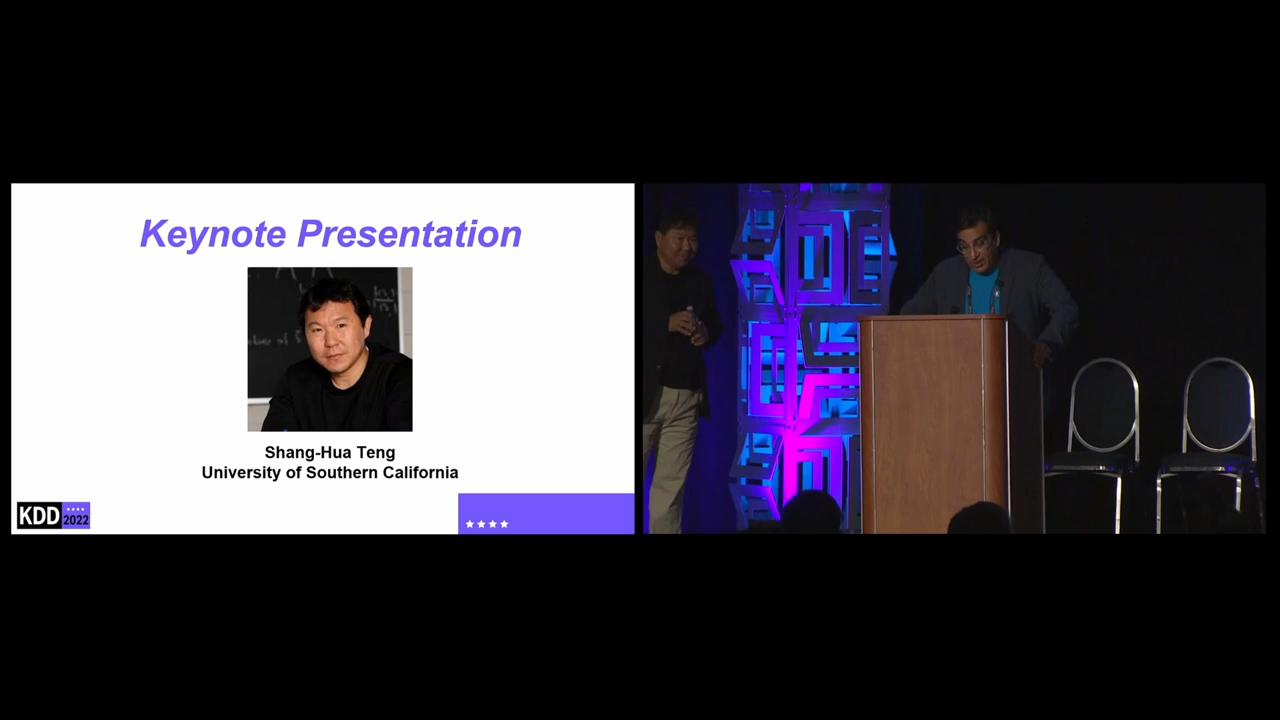 Keynote Presentation
Shang-Hua Teng
University of Southern California
KDD
2022